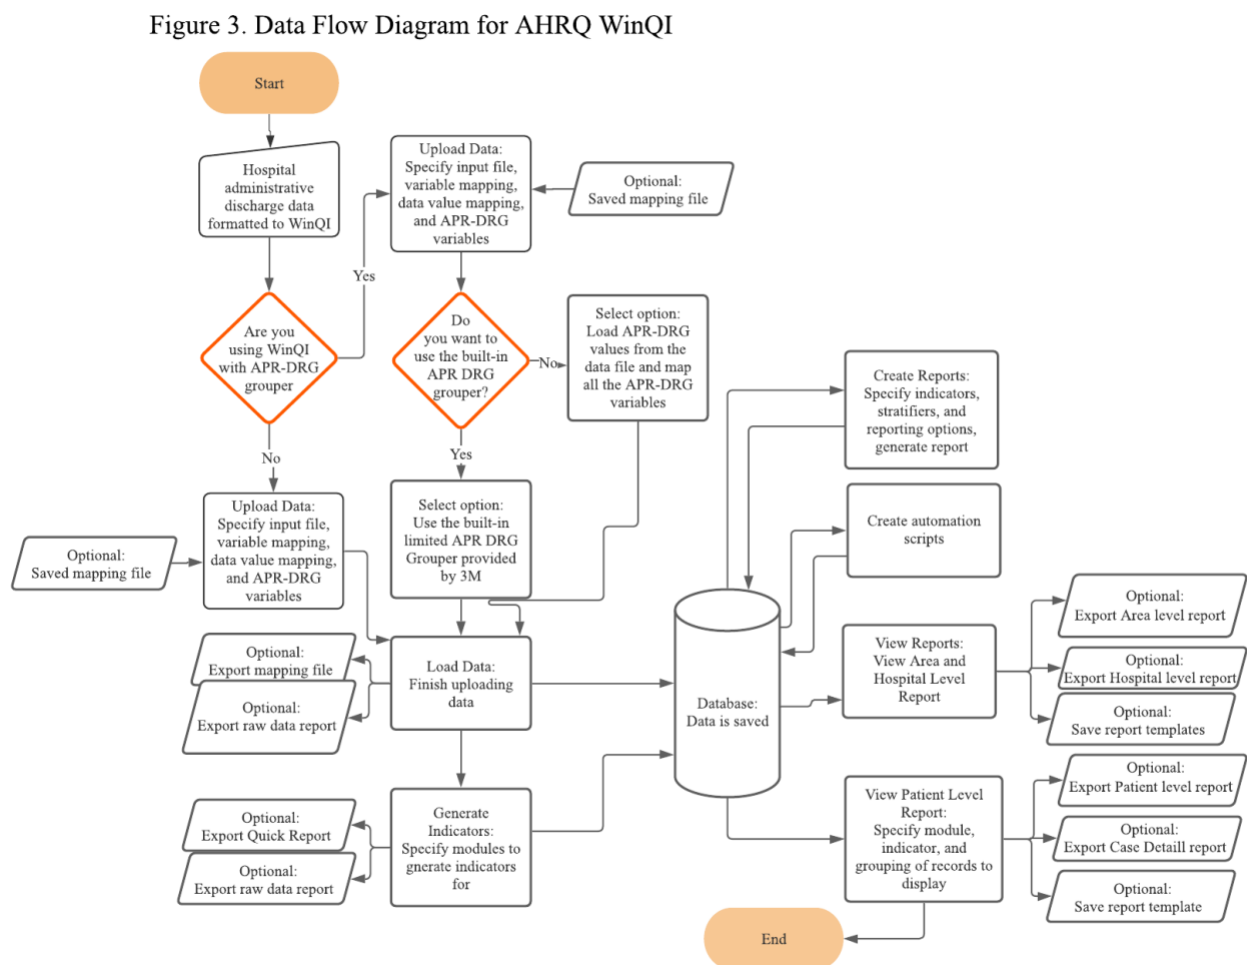 Figure 3. Data Flow Diagram for AHRQ WinQI
Start
Hospital
administrative
discharge data
formatted to WinQI
Upload Data:
Specify input file,
variable mapping,
data value mapping,
and APR-DRG
variables
Optional:
Saved mapping file
Yes
Are you
using WinQI
with APR-DRG
grouper
Do
you want to
use the built-in
APR DRG
grouper?
No
Select option:
Load APR-DRG
values from the
data file and map
all the APR-DRG
variables
Create Reports:
Specify indicators,
stratifiers, and
reporting options,
generate report
No
Yes
Upload Data:
Specify input file,
variable mapping,
data value mapping,
and APR-DRG
variables
Optional:
Saved mapping file
Select option:
Use the built-in
limited APR DRG
Grouper provided
by 3M
Create automation
scripts
Optional:
Export mapping file
Optional:
Export raw data report
Load Data:
Finish uploading
data
Database:
Data is saved
View Reports:
View Area and
Hospital Level
Report
Optional:
Export Area level report
Optional:
Export Hospital level report
Optional:
Save report templates
Optional:
Export Quick Report
Optional:
Export raw data report
Generate
Indicators:
Specify modules to
gnerate indicators
for
View Patient Level
Report:
Specify module,
indicator, and
grouping of records to
display
Optional:
Export Patient level report
Optional:
Export Case Detaill report
Optional:
Save report template
End